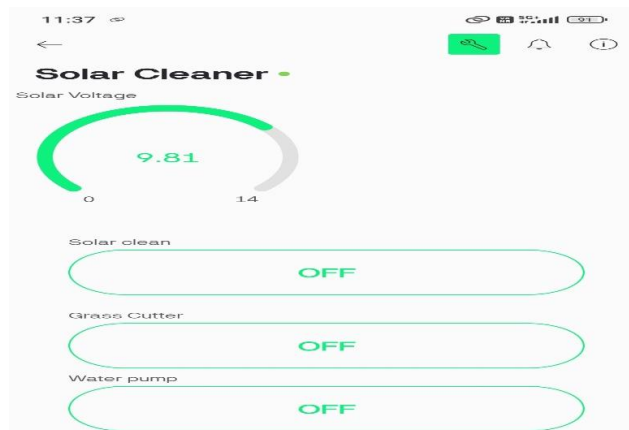 11:37
91
Solar Cleaner
Solar Voltage
9.81
0 14
Solar clean
OFF
Grass Cutter
OFF
Water pump
OFF